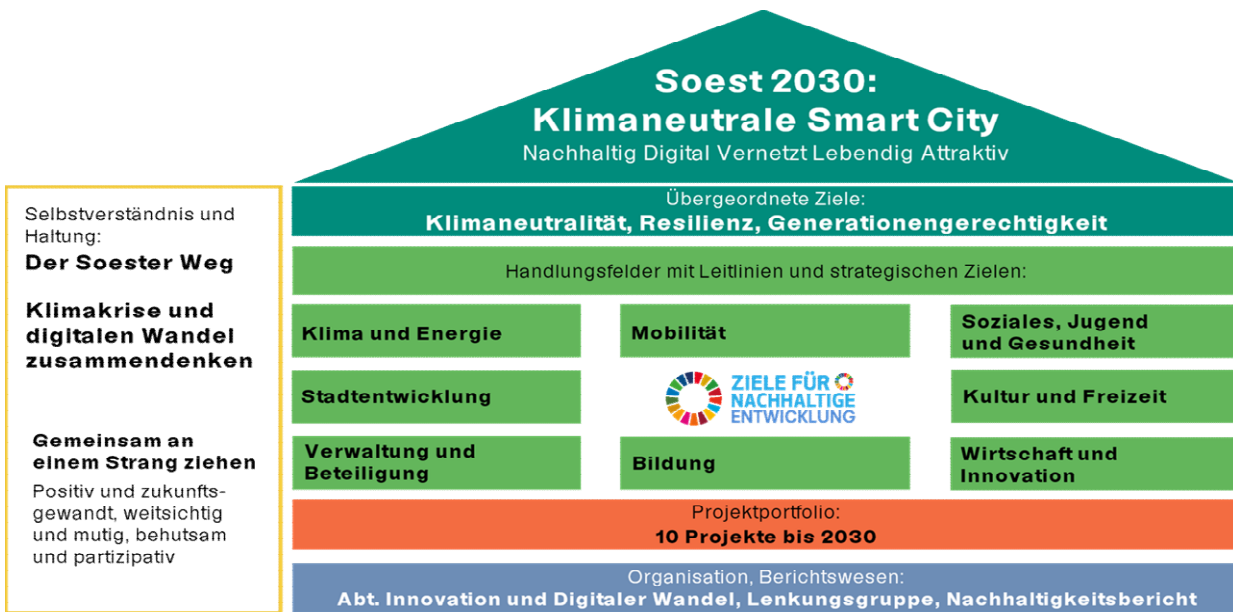 Soest 2030:
Klimaneutrale Smart City
Nachhaltig Digital Vernetzt Lebendig Attraktiv
Übergeordnete Ziele:
Klimaneutralität, Resilienz, Generationengerechtigkeit
Handlungsfelder mit Leitlinien und strategischen Zielen:
Klima und Energie
Mobilität
Soziales, Jugend
und Gesundheit
Stadtentwicklung
ZIELE FÜR
NACHHALTIGE
ENTWICKLUNG
Kultur und Freizeit
Verwaltung und
Beteiligung
Bildung
Wirtschaft und
Innovation
Projektportfolio:
10 Projekte bis 2030
Organisation, Berichtswesen:
Abt. Innovation und Digitaler Wandel, Lenkungsgruppe, Nachhaltigkeitsbericht
Selbstverständnis und
Haltung:
Der Soester Weg
Klimakrise und
digitalen Wandel
zusammendenken
Gemeinsam an
einem Strang ziehen
Positiv und zukunfts-
gewandt, weitsichtig
und mutig, behutsam
und partizipativ